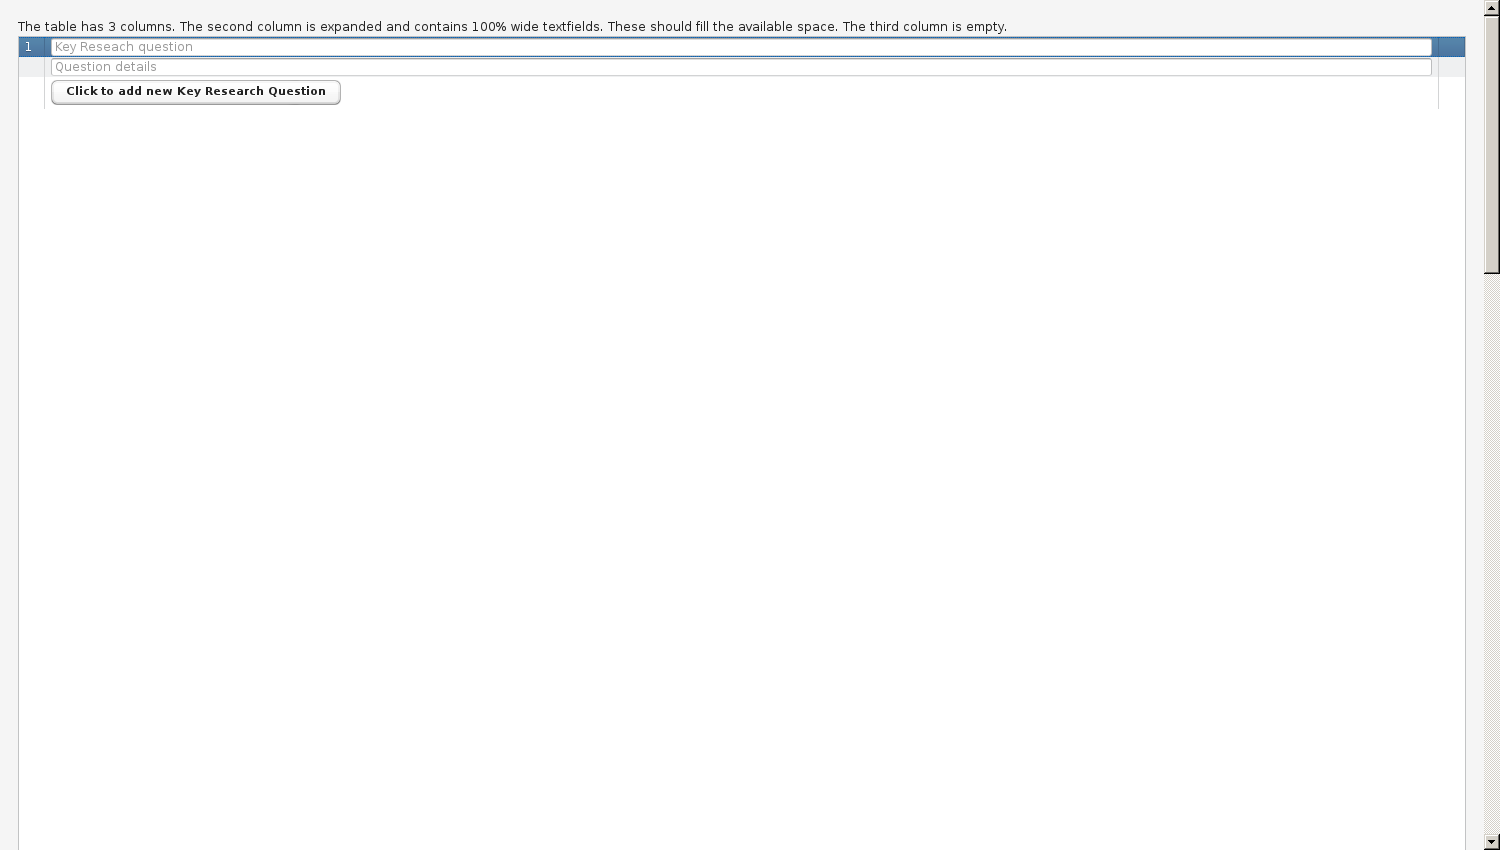 The table has 3 columns. The second column is expanded and contains 100% wide textfields. These should fill the available space. The third column is empty.
1 Key Reseach question
Question details
Click to add new Key Research Question